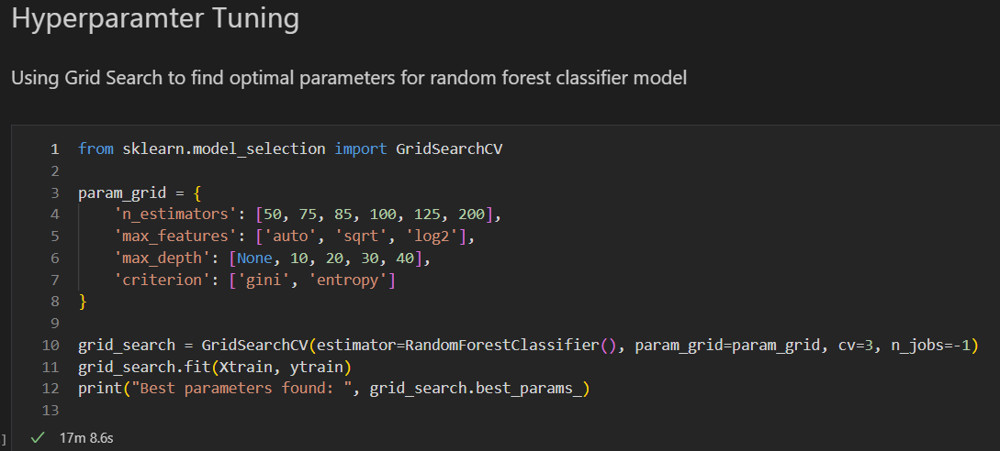 Hyperparamter Tuning
Using Grid Search to find optimal parameters for random forest classifier model
1 from sklearn.model_selection import GridSearchCV
2
3 param_grid = {
4     'n_estimators': [50, 75, 85, 100, 125, 200],
5     'max_features': ['auto', 'sqrt', 'log2'],
6     'max_depth': [None, 10, 20, 30, 40],
7     'criterion': ['gini', 'entropy']
8 }
9
10 grid_search = GridSearchCV(estimator=RandomForestClassifier(), param_grid=param_grid, cv=3, n_jobs=-1)
11 grid_search.fit(Xtrain, ytrain)
12 print("Best parameters found: ", grid_search.best_params_)
13
] ✓ 17m 8.6s